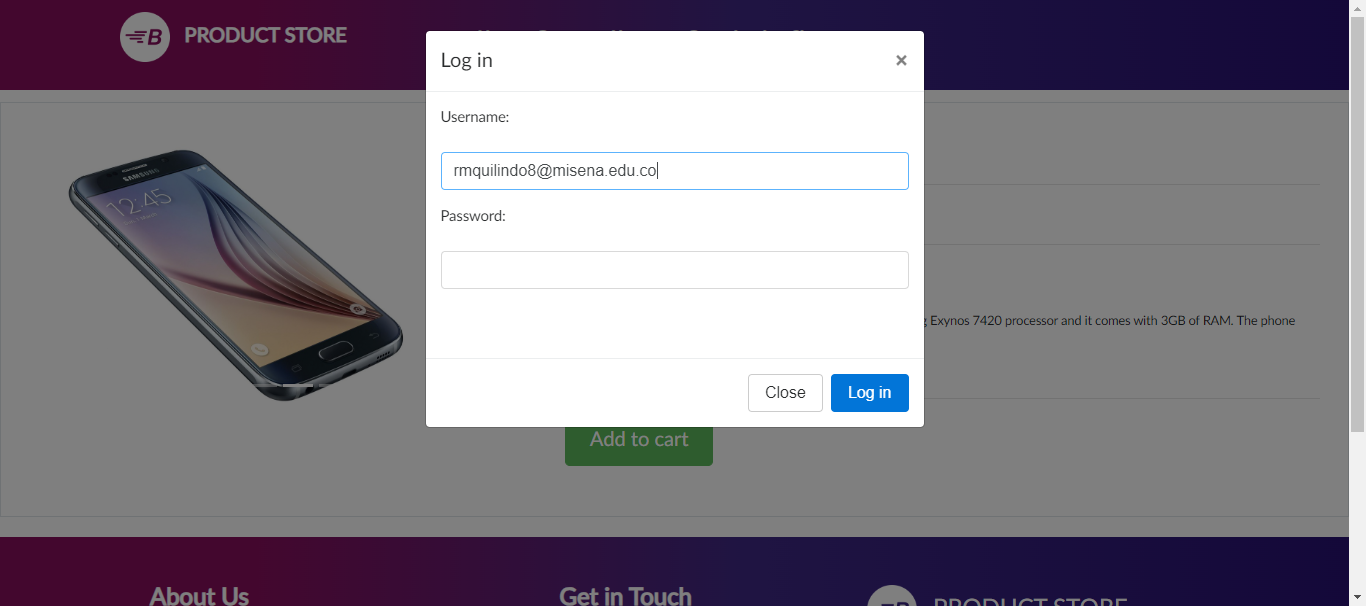 PRODUCT STORE
Log in
×
Username:
rmquilindo8@misena.edu.co
Password:
SAMSUNG
12:45
Exynos 7420 processor and it comes with 3GB of RAM. The phone
Close
Log in
Add to cart
About Us
Get in Touch
PRODUCT STORE